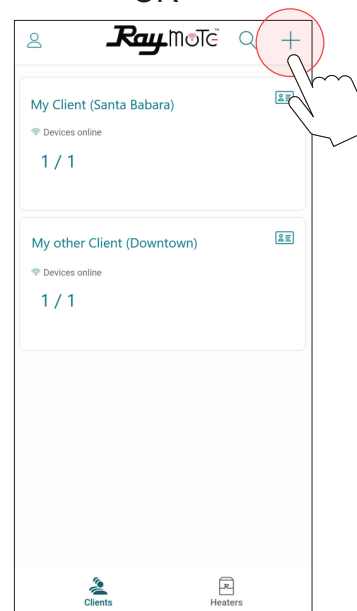 OR
RayMOTE™
My Client (Santa Babara)
Devices online
1 / 1
My other Client (Downtown)
Devices online
1 / 1
Clients
Heaters